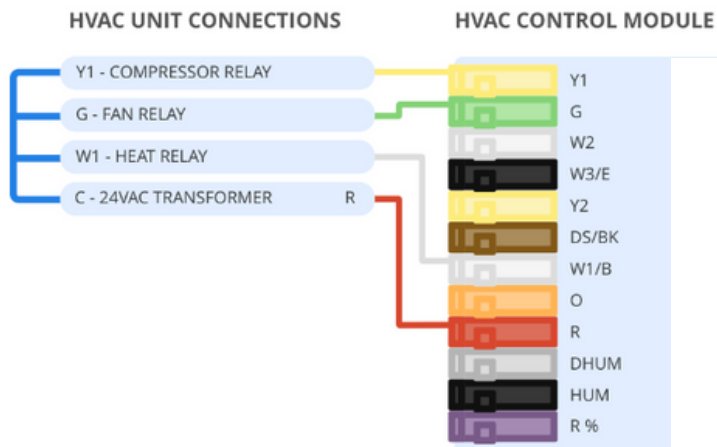 HVAC UNIT CONNECTIONS
HVAC CONTROL MODULE
Y1 - COMPRESSOR RELAY
G - FAN RELAY
W1 - HEAT RELAY
C - 24VAC TRANSFORMER R
Y1
G
W2
W3/E
Y2
DS/BK
W1/B
O
R
DHUM
HUM
R %